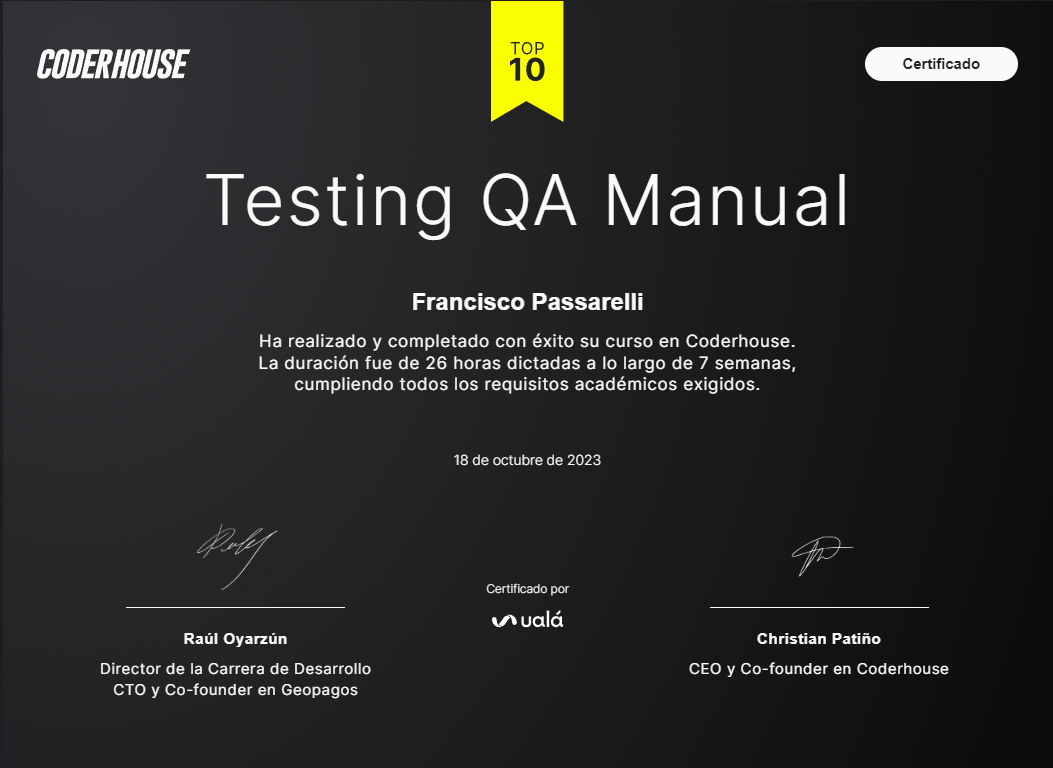 CODERHOUSE
TOP
10
Certificado
Testing QA Manual
Francisco Passarelli
Ha realizado y completado con éxito su curso en Coderhouse.
La duración fue de 26 horas dictadas a lo largo de 7 semanas,
cumpliendo todos los requisitos académicos exigidos.
18 de octubre de 2023
Certificado por
ualá
Raúl Oyarzún
Director de la Carrera de Desarrollo
CTO y Co-founder en Geopagos
Christian Patiño
CEO y Co-founder en Coderhouse